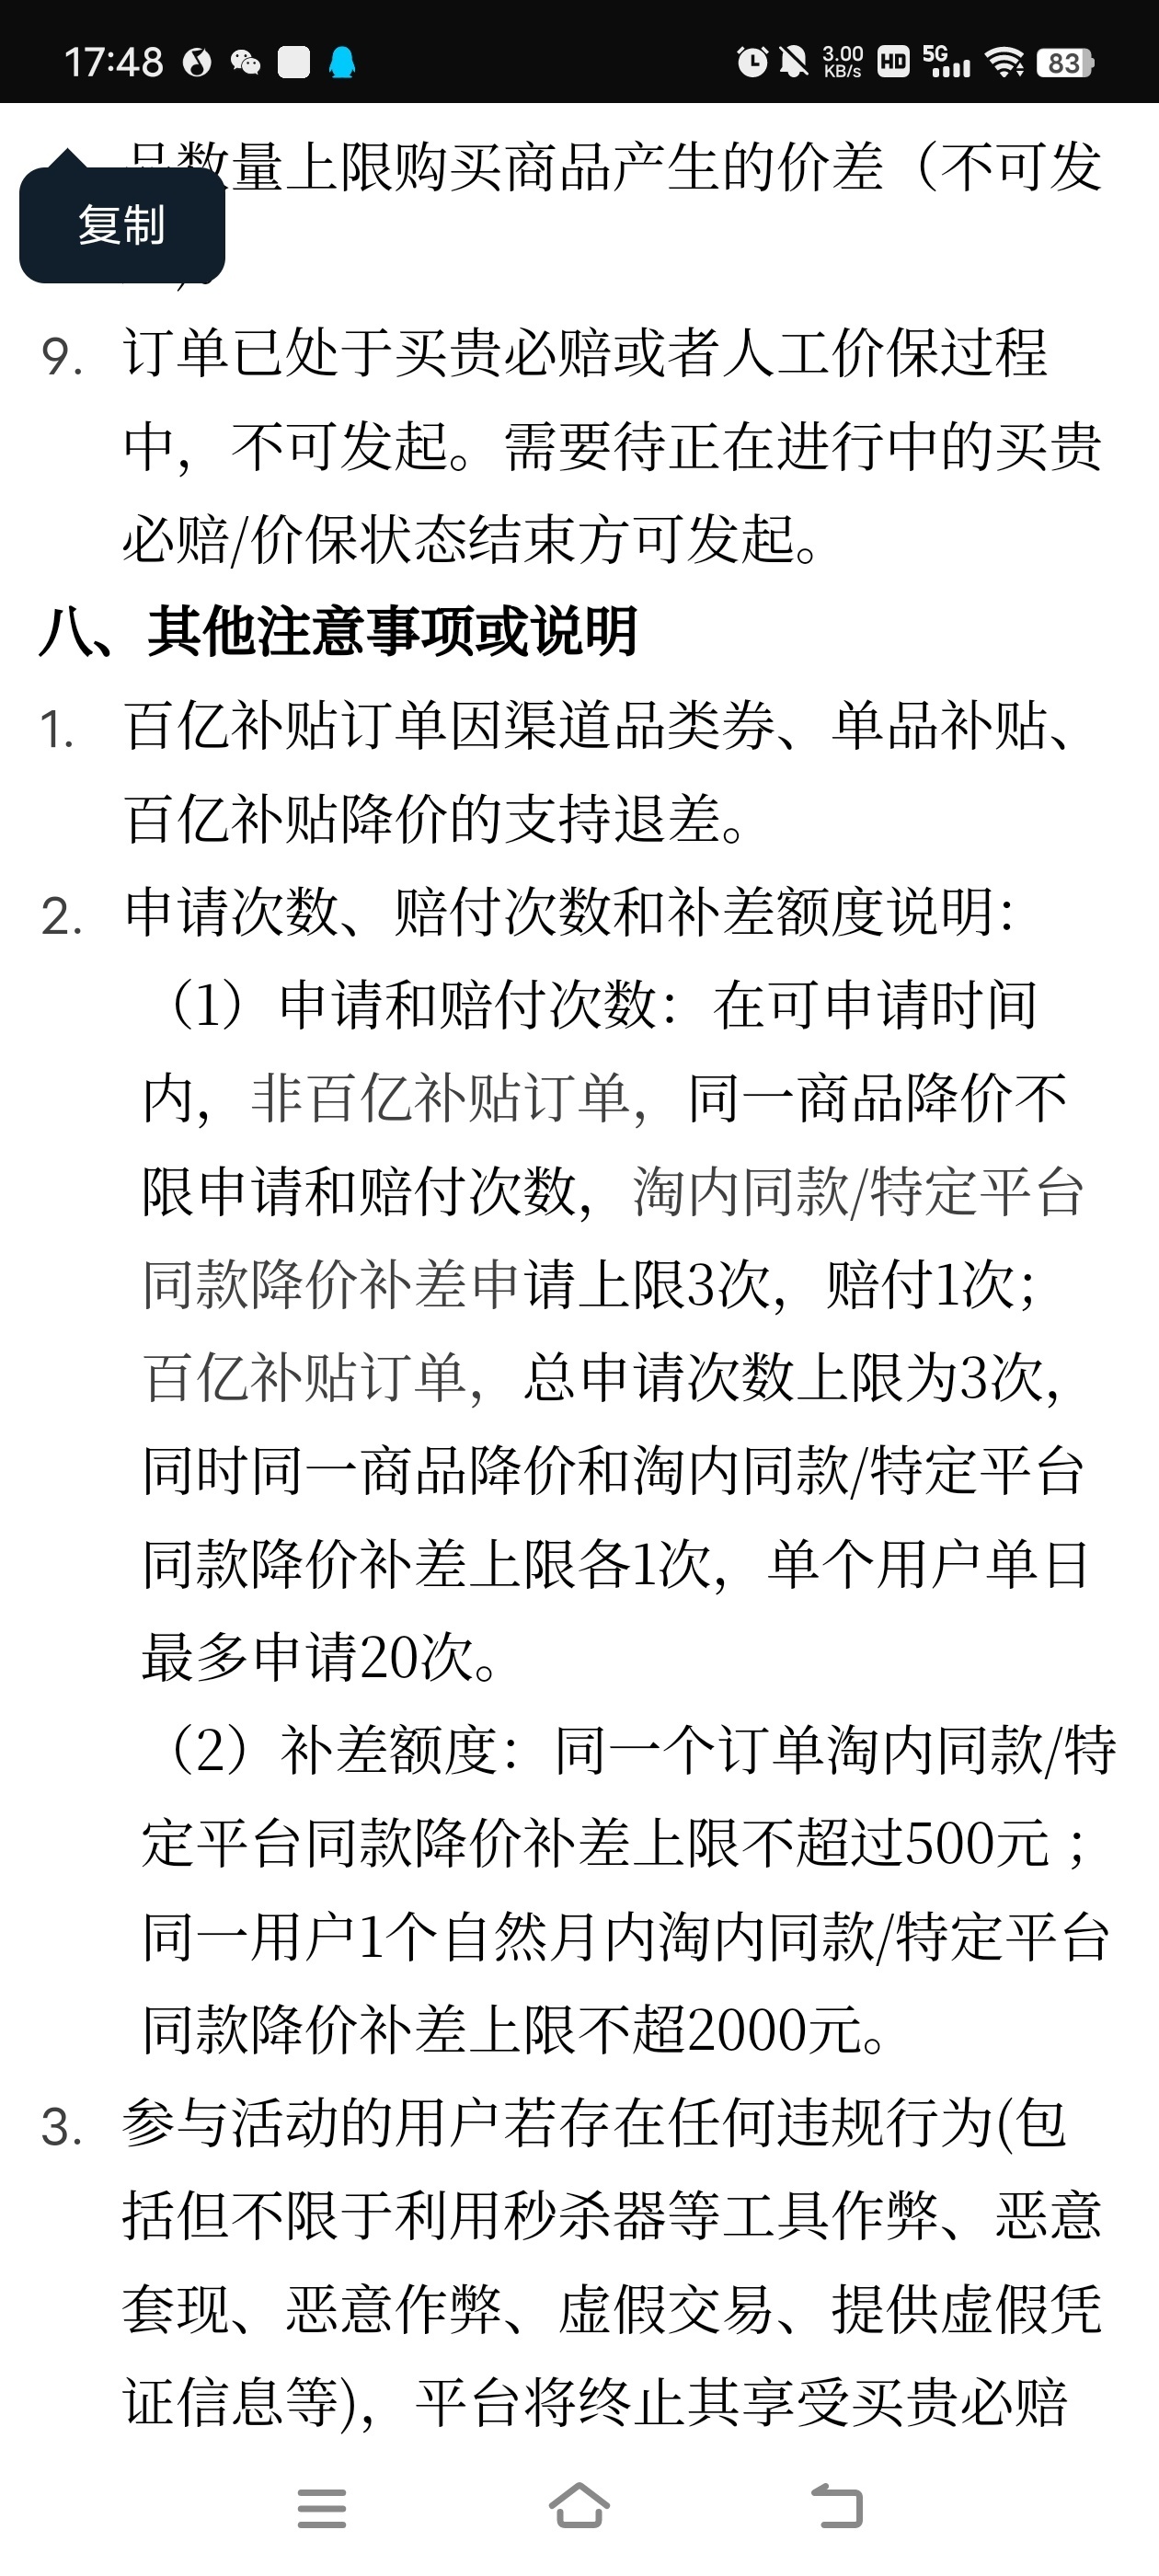 17:48
3.00
KB/s
HD
5G
83
品数量上限购买商品产生的价差（不可发
复制
9. 订单已处于买贵必赔或者人工价保过程
中，不可发起。需要待正在进行中的买贵
必赔/价保状态结束方可发起。
八、其他注意事项或说明
1. 百亿补贴订单因渠道品类券、单品补贴、
百亿补贴降价的支持退差。
2. 申请次数、赔付次数和补差额度说明：
（1）申请和赔付次数：在可申请时间
内，非百亿补贴订单，同一商品降价不
限申请和赔付次数，淘内同款/特定平台
同款降价补差申请上限3次，赔付1次；
百亿补贴订单，总申请次数上限为3次，
同时同一商品降价和淘内同款/特定平台
同款降价补差上限各1次，单个用户单日
最多申请20次。
（2）补差额度：同一个订单淘内同款/特
定平台同款降价补差上限不超过500元；
同一用户1个自然月内淘内同款/特定平台
同款降价补差上限不超2000元。
3. 参与活动的用户若存在任何违规行为(包
括但不限于利用秒杀器等工具作弊、恶意
套现、恶意作弊、虚假交易、提供虚假凭
证信息等)，平台将终止其享受买贵必赔